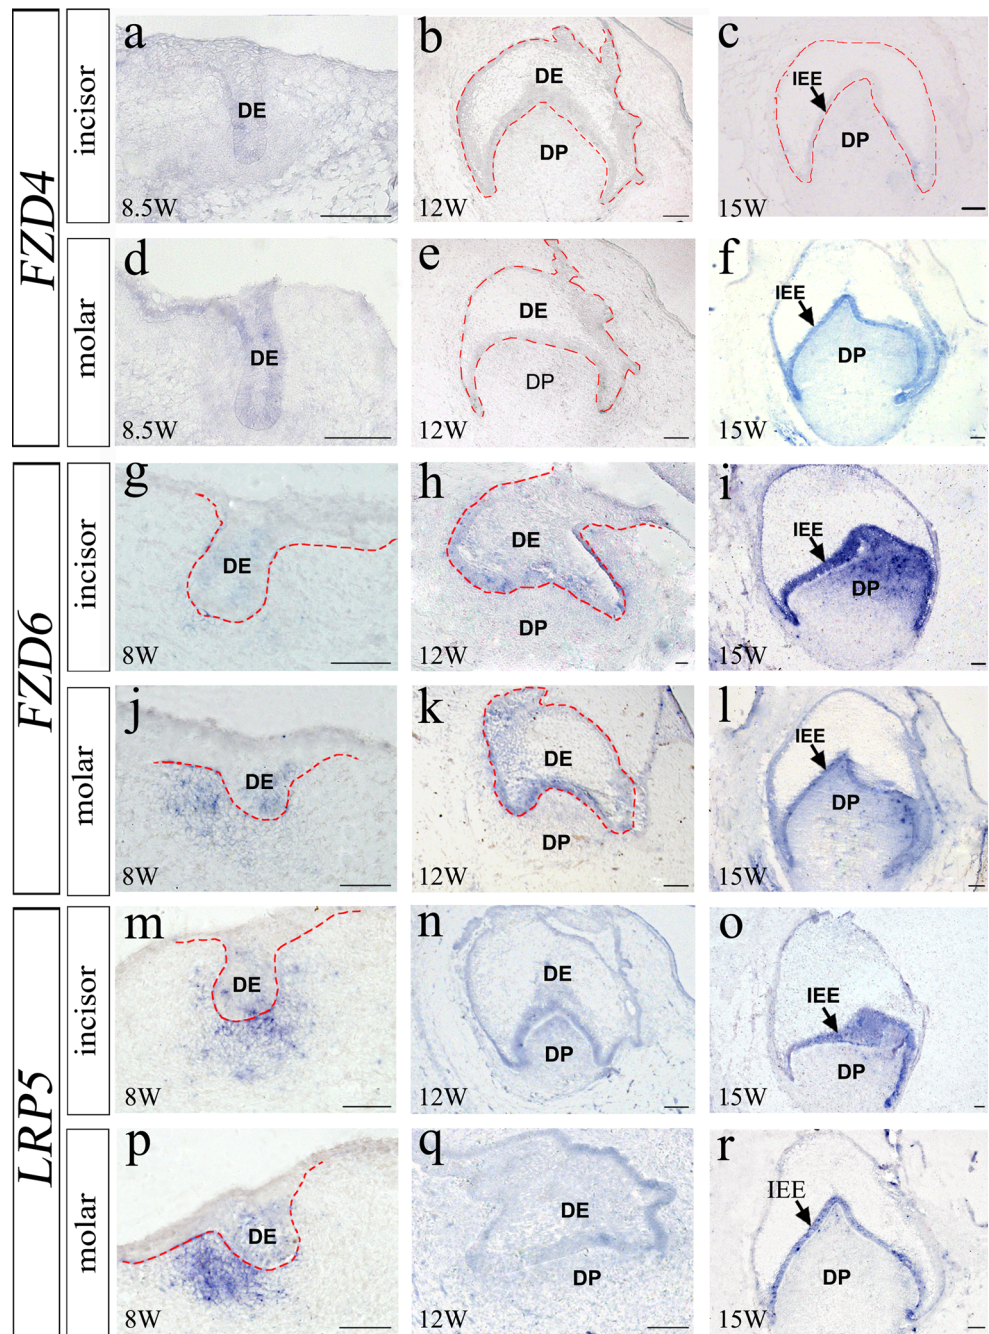 FZD4
incisor
a
DE
8.5W
b
DE
DP
12W
c
IEE
DP
15W
molar
d
DE
8.5W
e
DE
DP
12W
f
IEE
DP
15W
FZD6
incisor
g
DE
8W
h
DE
DP
12W
i
IEE
DP
15W
molar
j
DE
8W
k
DE
DP
12W
l
IEE
DP
15W
LRP5
incisor
m
DE
8W
n
DE
DP
12W
o
IEE
DP
15W
molar
p
DE
8W
q
DE
DP
12W
r
IEE
DP
15W